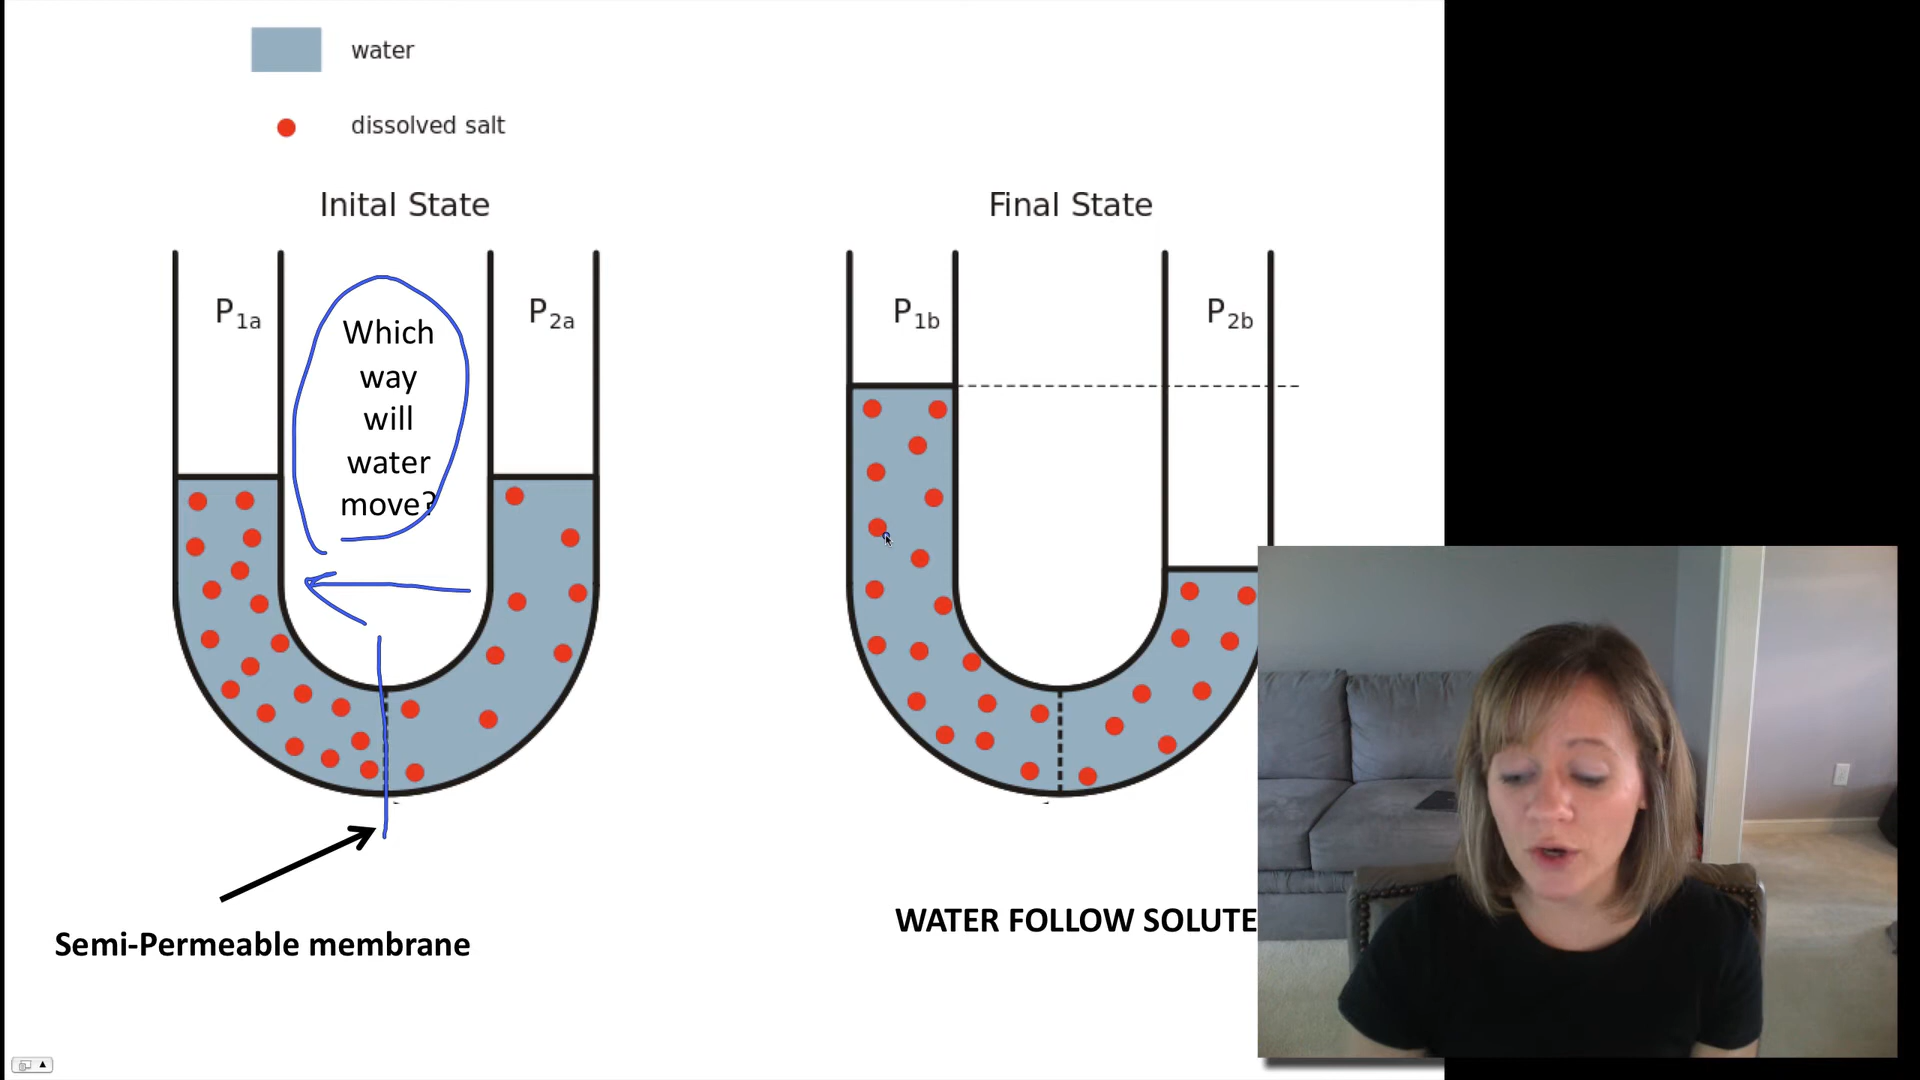 water
dissolved salt
Inital State
Final State
P1a
P2a
P1b
P2b
Which
way
will
water
move?
Semi-Permeable membrane
WATER FOLLOW SOLUTE